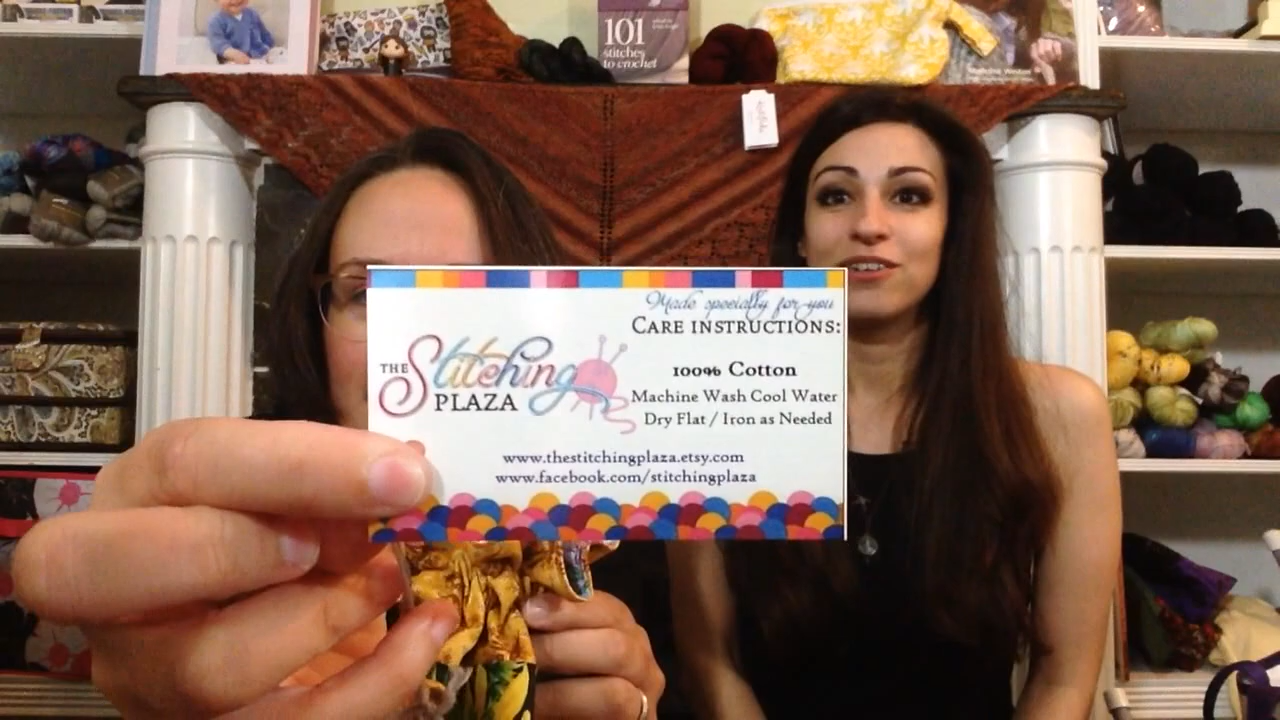 101
stitches
to crochet
Made specially for you
CARE INSTRUCTIONS:
THE Stitching
PLAZA
100% Cotton
Machine Wash Cool Water
Dry Flat / Iron as Needed
www.thestitchingplaza.etsy.com
www.facebook.com/stitchingplaza